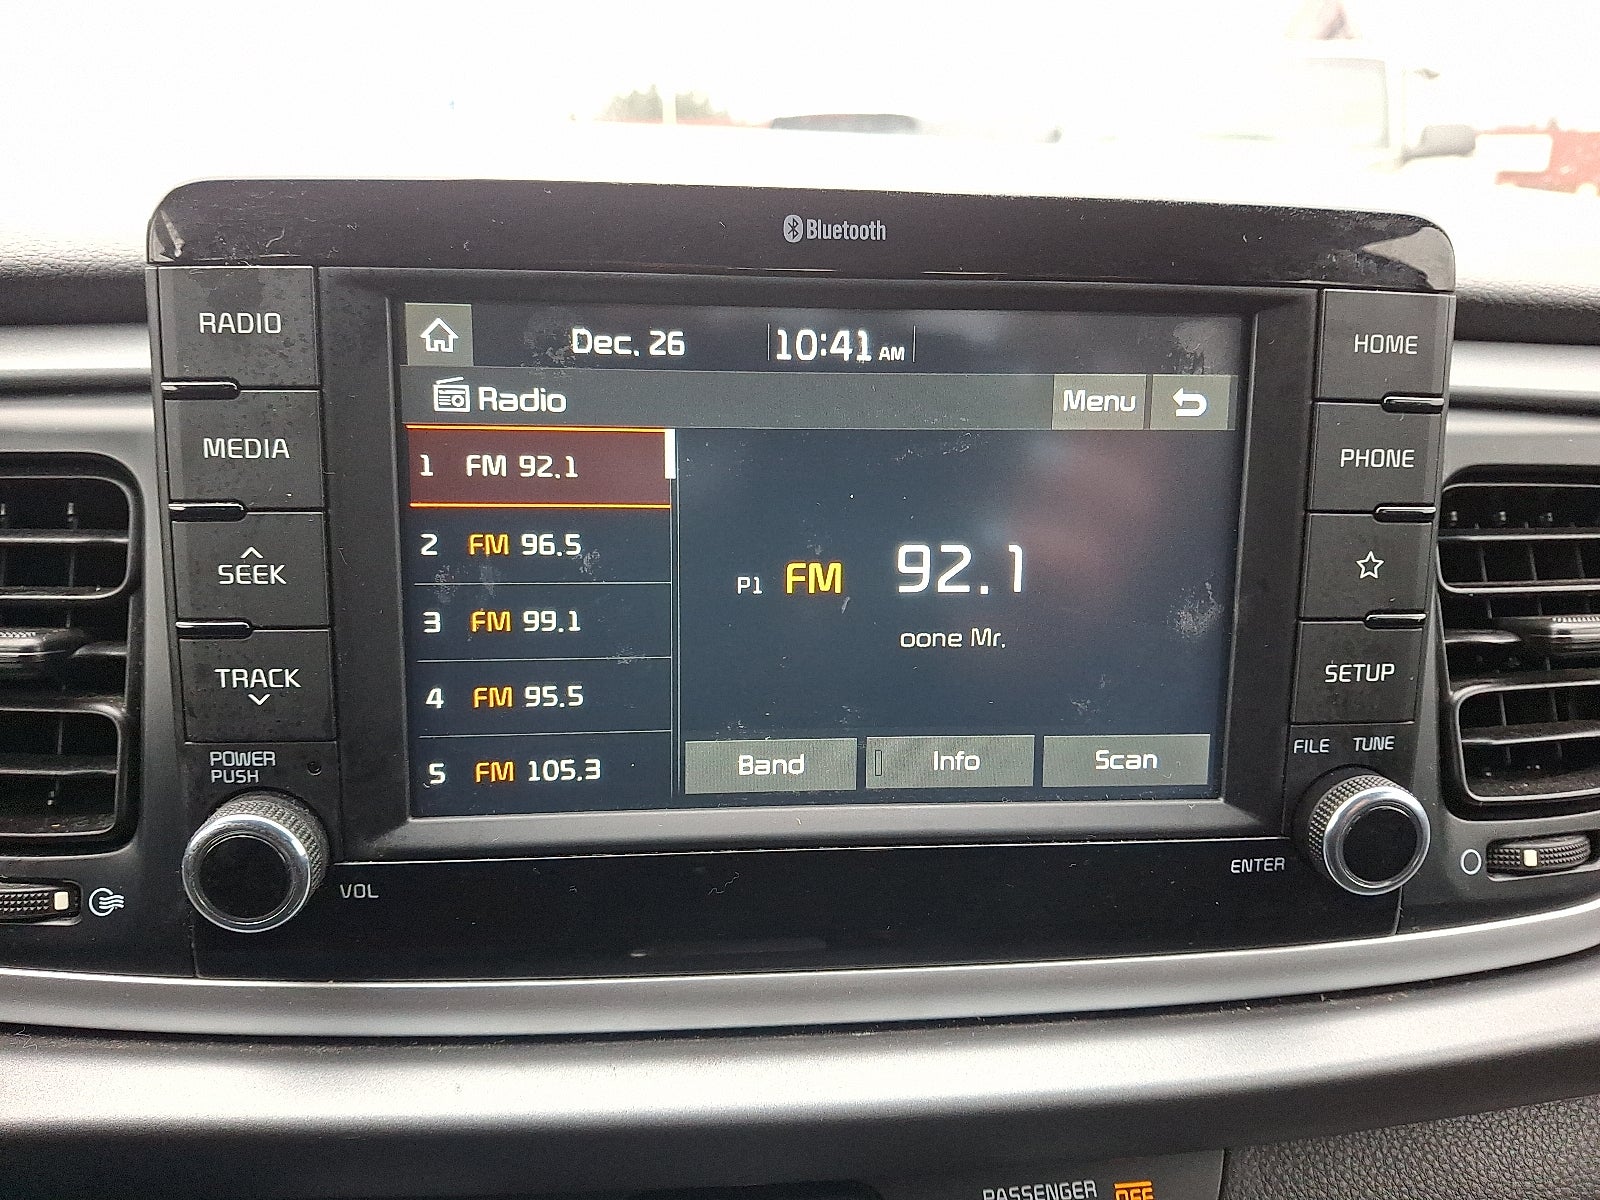 Bluetooth
RADIO
MEDIA
SEEK
TRACK
POWER
PUSH
VOL
Dec. 26 10:41 AM
Radio Menu
1 FM 92.1
2 FM 96.5
3 FM 99.1
4 FM 95.5
5 FM 105.3
P1 FM 92.1
oone Mr.
Band Info Scan
HOME
PHONE
SETUP
FILE TUNE
ENTER
PASSENGER OFF